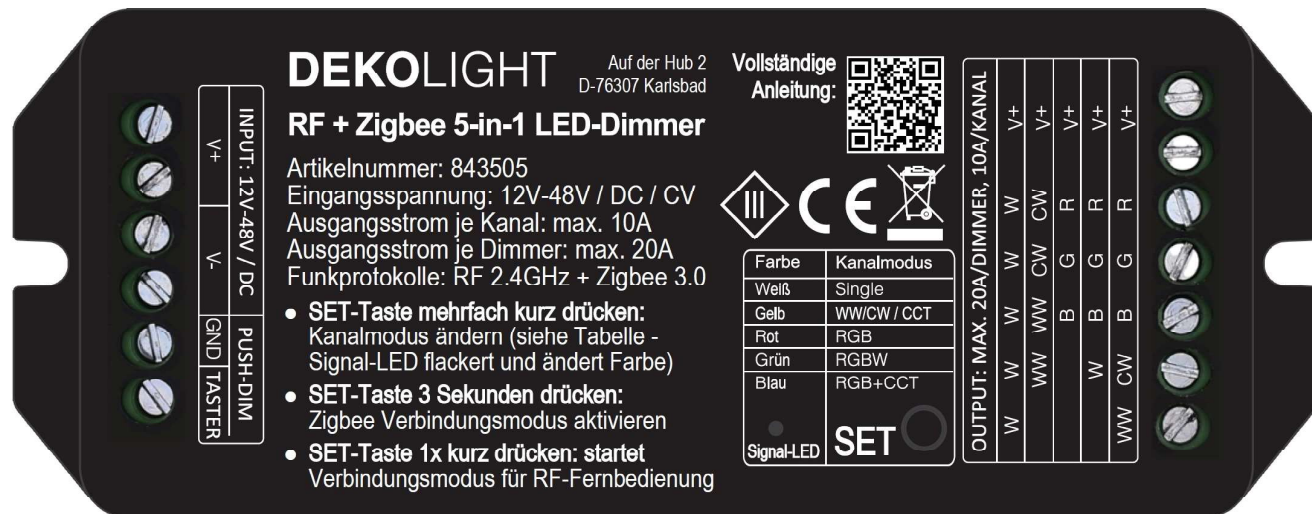 DEKOLIGHT
Auf der Hub 2
D-76307 Karlsbad
RF + Zigbee 5-in-1 LED-Dimmer
Artikelnummer: 843505
Eingangsspannung: 12V-48V / DC / CV
Ausgangsstrom je Kanal: max. 10A
Ausgangsstrom je Dimmer: max. 20A
Funkprotokolle: RF 2.4GHz + Zigbee 3.0
● SET-Taste mehrfach kurz drücken:
Kanalmodus ändern (siehe Tabelle -
Signal-LED flackert und ändert Farbe)
● SET-Taste 3 Sekunden drücken:
Zigbee Verbindungsmodus aktivieren
● SET-Taste 1x kurz drücken: startet
Verbindungsmodus für RF-Fernbedienung
INPUT: 12V-48V / DC
V+
V-
PUSH-DIM
GND
TASTER
Vollständige
Anleitung:
III
CE
Farbe Kanalmodus
Weiß Single
Gelb WW/CW / CCT
Rot RGB
Grün RGBW
Blau RGB+CCT
Signal-LED
SET
OUTPUT: MAX. 20A/DIMMER, 10A/KANAL
W W W W W V+
WW WW CW CW V+
B G R V+
W B G R V+
WW CW B G R V+